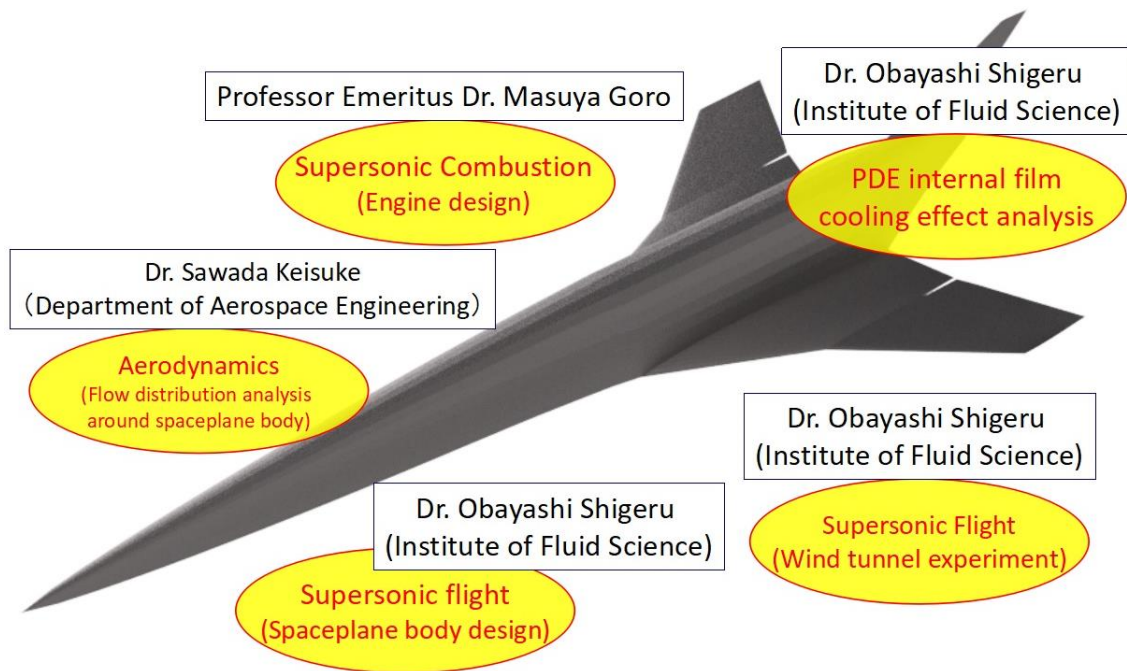 Professor Emeritus Dr. Masuya Goro
Supersonic Combustion
(Engine design)
Dr. Obayashi Shigeru
(Institute of Fluid Science)
PDE internal film
cooling effect analysis
Dr. Sawada Keisuke
（Department of Aerospace Engineering）
Aerodynamics
(Flow distribution analysis
around spaceplane body)
Dr. Obayashi Shigeru
(Institute of Fluid Science)
Supersonic Flight
(Wind tunnel experiment)
Dr. Obayashi Shigeru
(Institute of Fluid Science)
Supersonic flight
(Spaceplane body design)